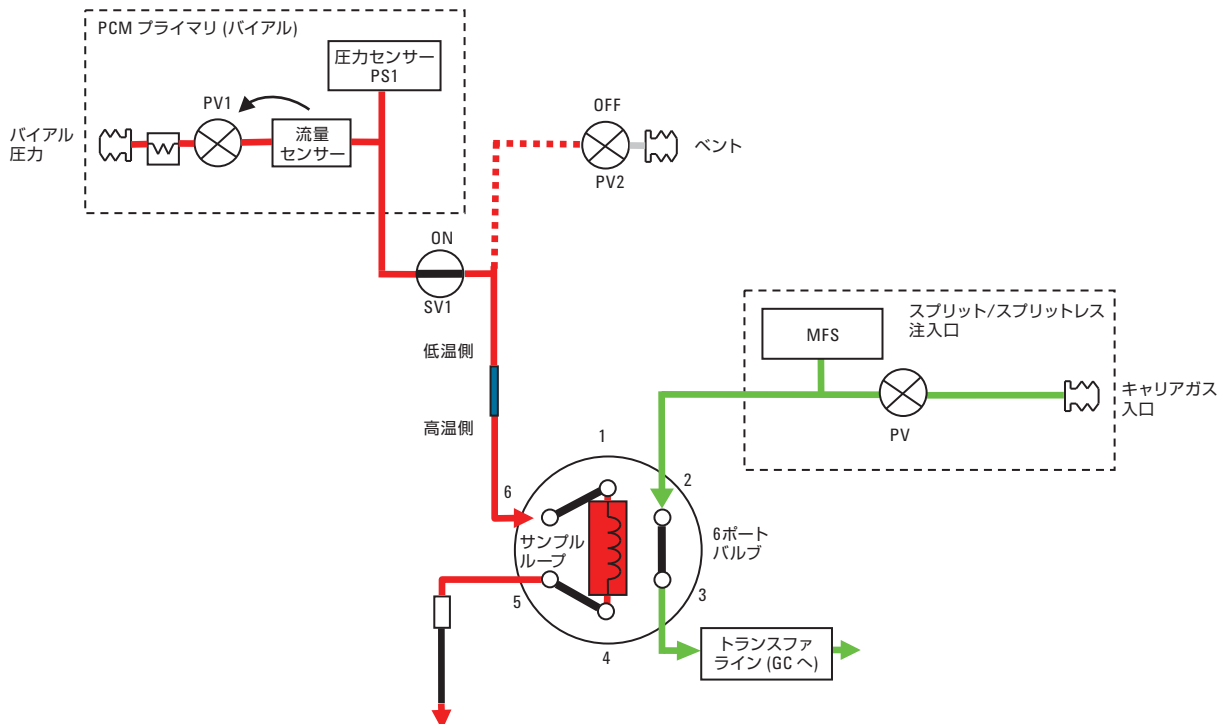 PCM プライマリ (バイアル)
圧力センサー
PS1
PV1
流量
センサー
バイアル
圧力
OFF
PV2
ベント
ON
SV1
低温側
高温側
スプリット/スプリットレス
注入口
MFS
PV
キャリアガス
入口
1
2
6
サンプル
ループ
6ポート
バルブ
5
3
4
トランスファ
ライン (GC へ)